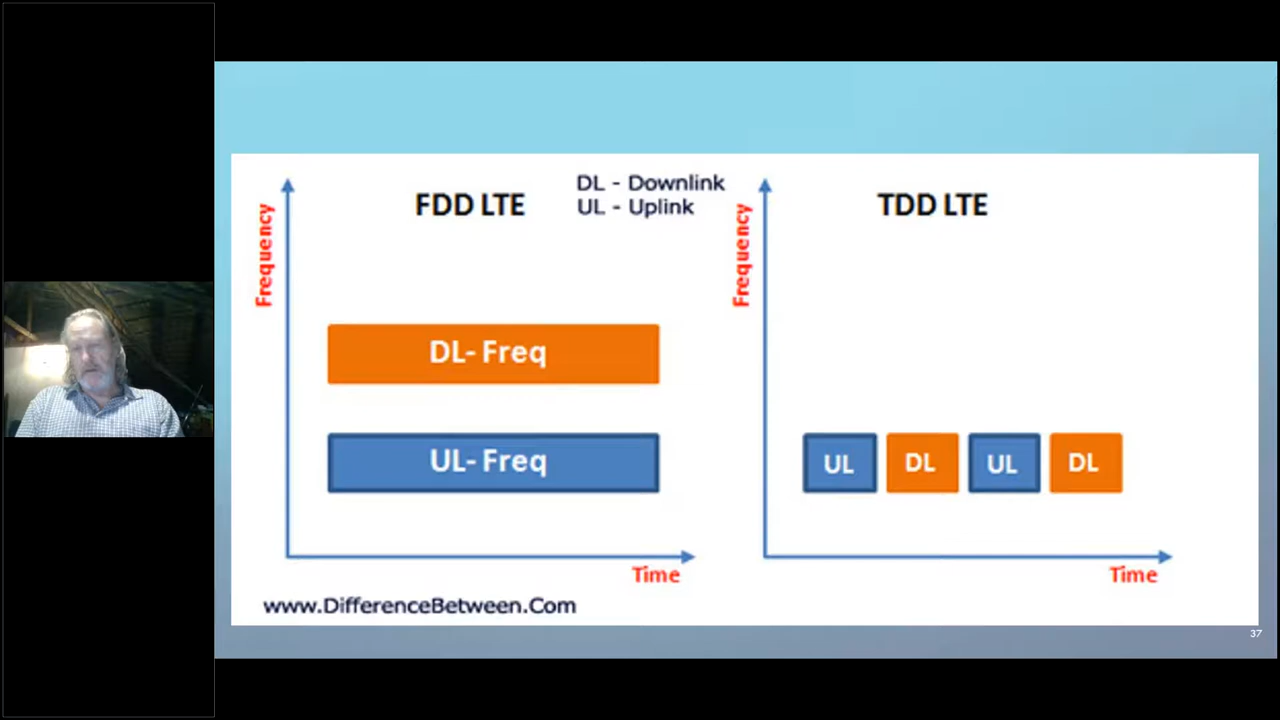 FDD LTE
DL - Downlink
UL - Uplink
TDD LTE
Frequency
DL- Freq
UL- Freq
Time
Frequency
UL DL UL DL
Time
www.DifferenceBetween.Com
37